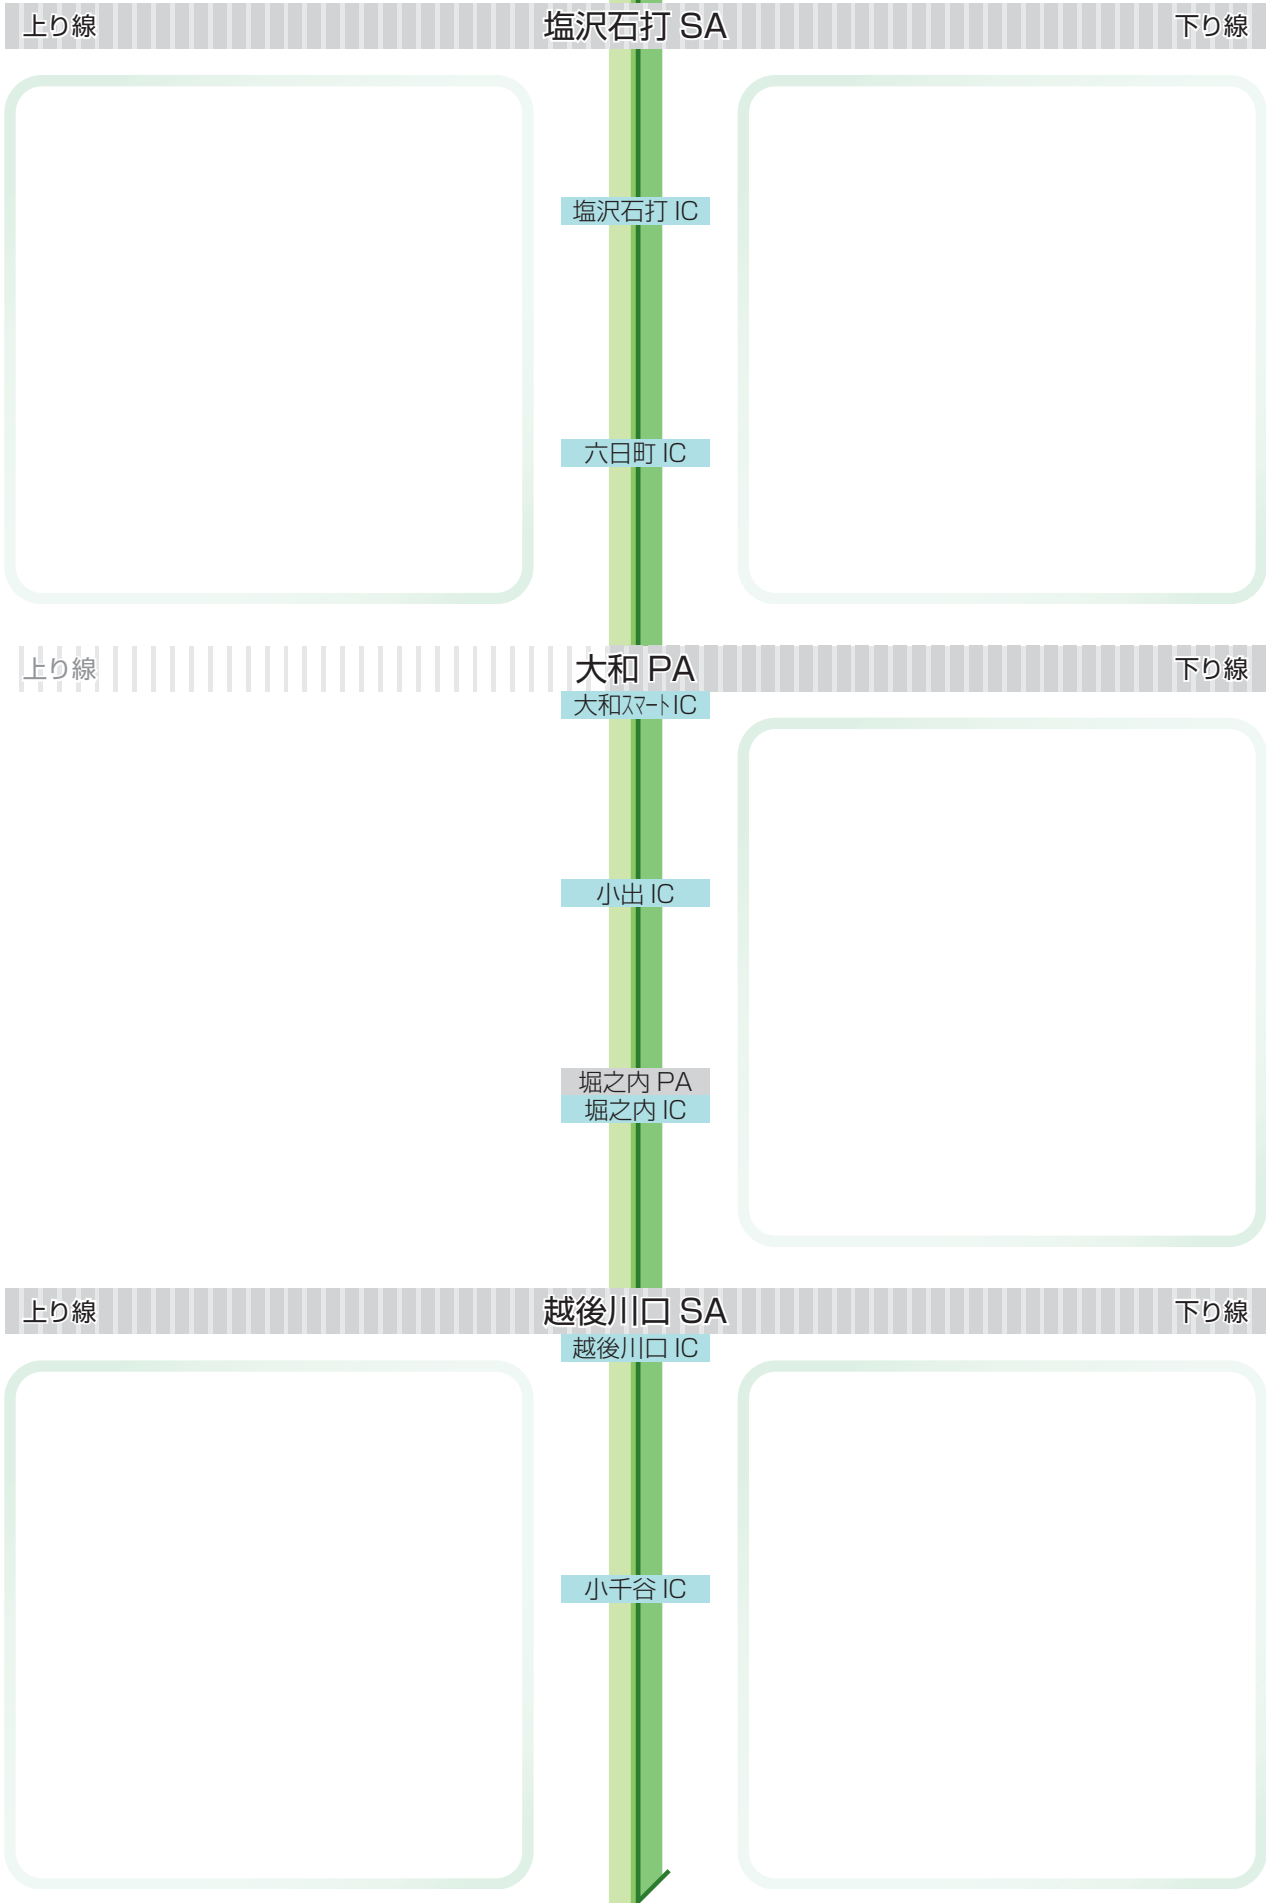 上り線 塩沢石打 SA 下り線
塩沢石打 IC
六日町 IC
上り線 大和 PA 下り線
大和スマートIC
小出 IC
堀之内 PA
堀之内 IC
上り線 越後川口 SA 下り線
越後川口 IC
小千谷 IC